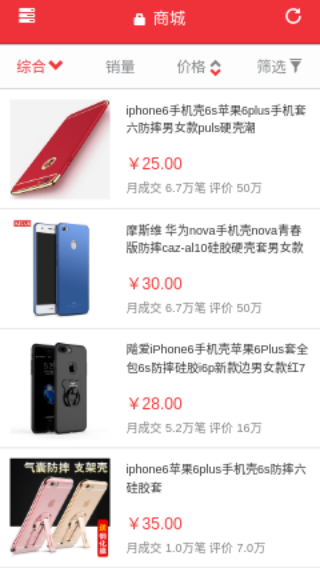 商城
综合 销量 价格 筛选
iphone6手机壳6s苹果6plus手机套
六防摔男女款puls硬壳潮
￥25.00
月成交 6.7万笔 评价 50万
摩斯维 华为nova手机壳nova青春
版防摔caz-al10硅胶硬壳套男女款
￥30.00
月成交 6.7万笔 评价 50万
飏爱iPhone6手机壳苹果6Plus套全
包6s防摔硅胶i6p新款边男女款红7
￥28.00
月成交 5.2万笔 评价 16万
气囊防摔 支架壳
iphone6苹果6plus手机壳6s防摔六
硅胶套
￥35.00
月成交 1.0万笔 评价 7.0万